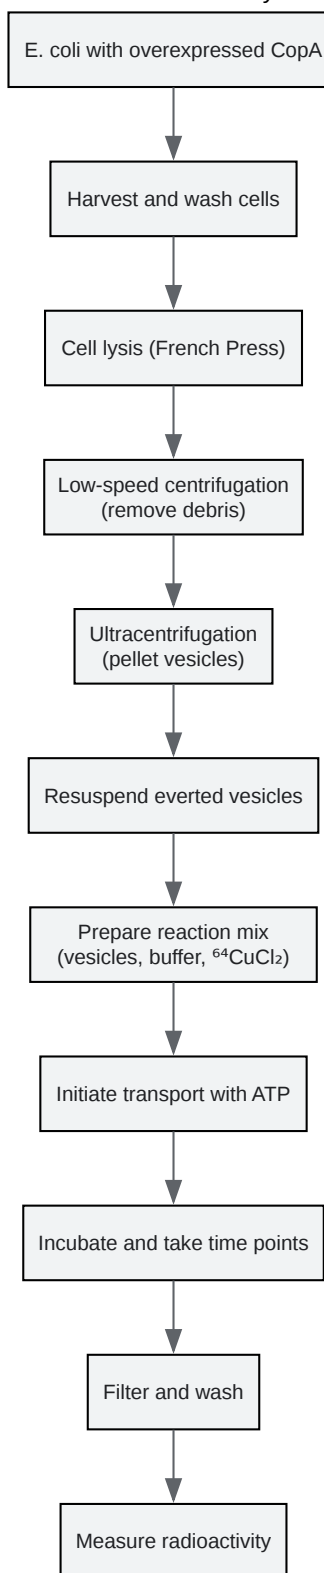 E. coli with overexpressed CopA
Harvest and wash cells
Cell lysis (French Press)
Low-speed centrifugation
(remove debris)
Ultracentrifugation
(pellet vesicles)
Resuspend everted vesicles
Prepare reaction mix
(vesicles, buffer, ⁶⁴CuCl₂)
Initiate transport with ATP
Incubate and take time points
Filter and wash
Measure radioactivity